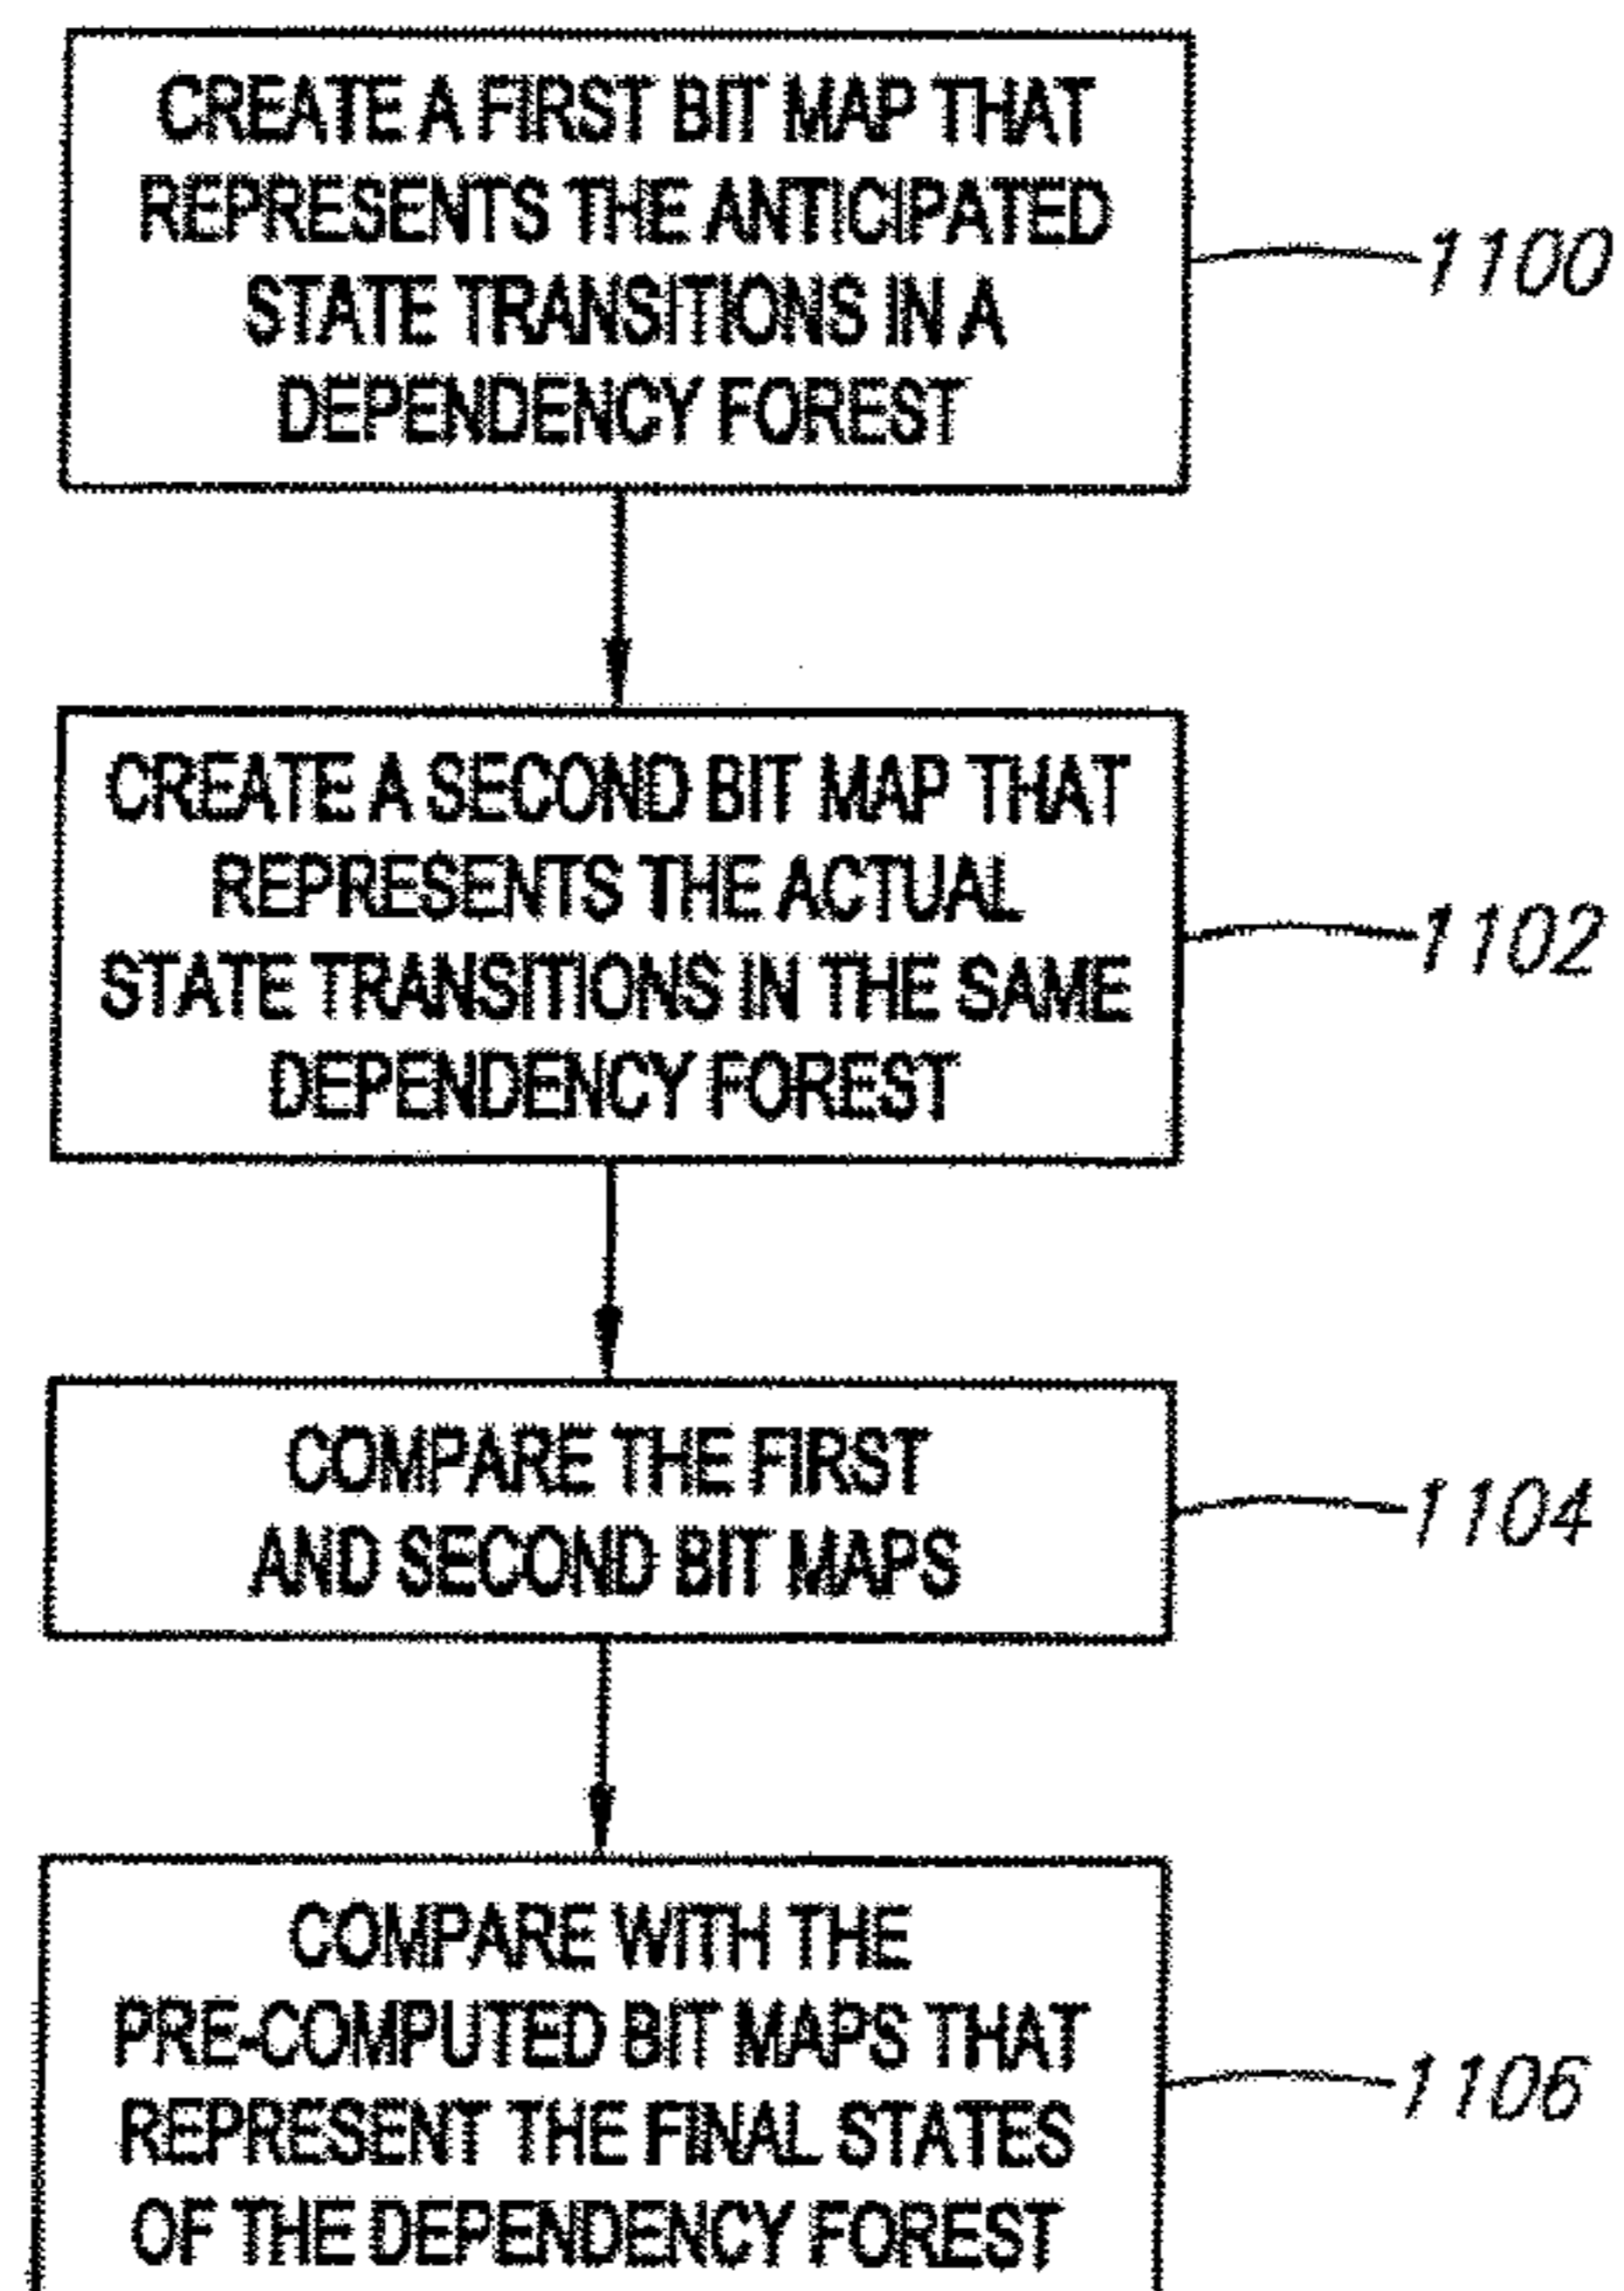 CREATE A FIRST BIT MAP THAT
REPRESENTS THE ANTICIPATED
STATE TRANSITIONS IN A
DEPENDENCY FOREST
1100
CREATE A SECOND BIT MAP THAT
REPRESENTS THE ACTUAL
STATE TRANSITIONS IN THE SAME
DEPENDENCY FOREST
1102
COMPARE THE FIRST
AND SECOND BIT MAPS
1104
COMPARE WITH THE
PRE-COMPUTED BIT MAPS THAT
REPRESENT THE FINAL STATES
OF THE DEPENDENCY FOREST
1106